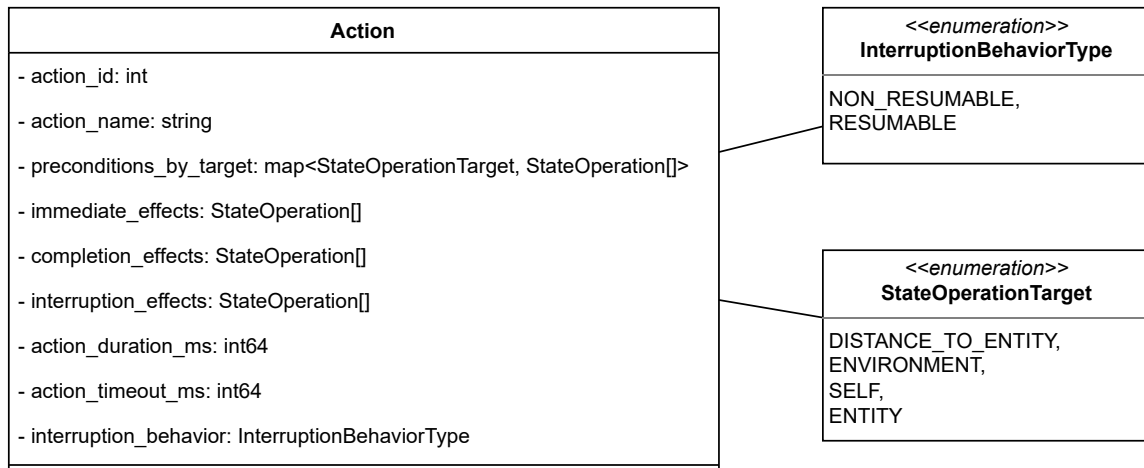 Action
- action_id: int
- action_name: string
- preconditions_by_target: map<StateOperationTarget, StateOperation[]>
- immediate_effects: StateOperation[]
- completion_effects: StateOperation[]
- interruption_effects: StateOperation[]
- action_duration_ms: int64
- action_timeout_ms: int64
- interruption_behavior: InterruptionBehaviorType
<<enumeration>>
InterruptionBehaviorType
NON_RESUMABLE,
RESUMABLE
<<enumeration>>
StateOperationTarget
DISTANCE_TO_ENTITY,
ENVIRONMENT,
SELF,
ENTITY